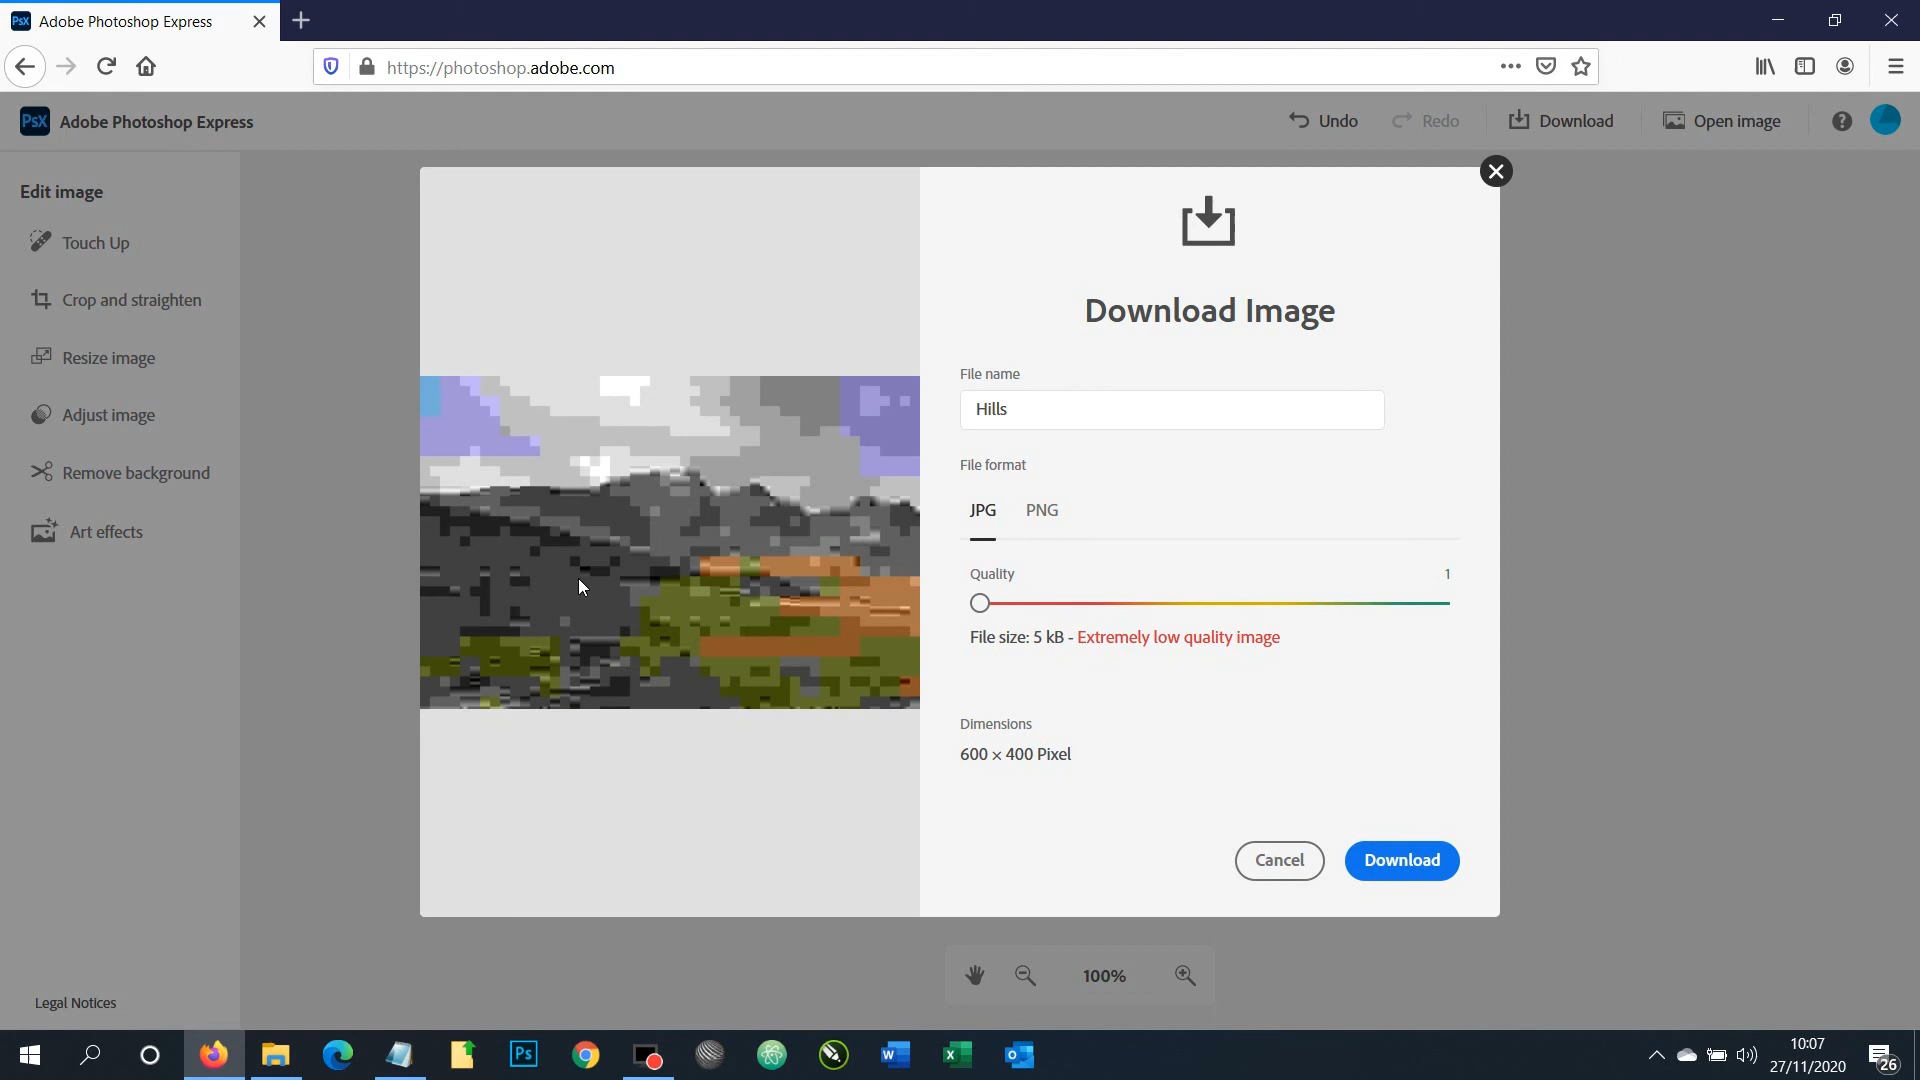 PsX Adobe Photoshop Express
https://photoshop.adobe.com
PsX Adobe Photoshop Express
Undo
Redo
Download
Open image
Edit image
Touch Up
Crop and straighten
Resize image
Adjust image
Remove background
Art effects
Legal Notices
Download Image
File name
Hills
File format
JPG PNG
Quality 1
File size: 5 kB - Extremely low quality image
Dimensions
600 × 400 Pixel
Cancel
Download
100%
Ps
W
X
O
10:07
27/11/2020
26